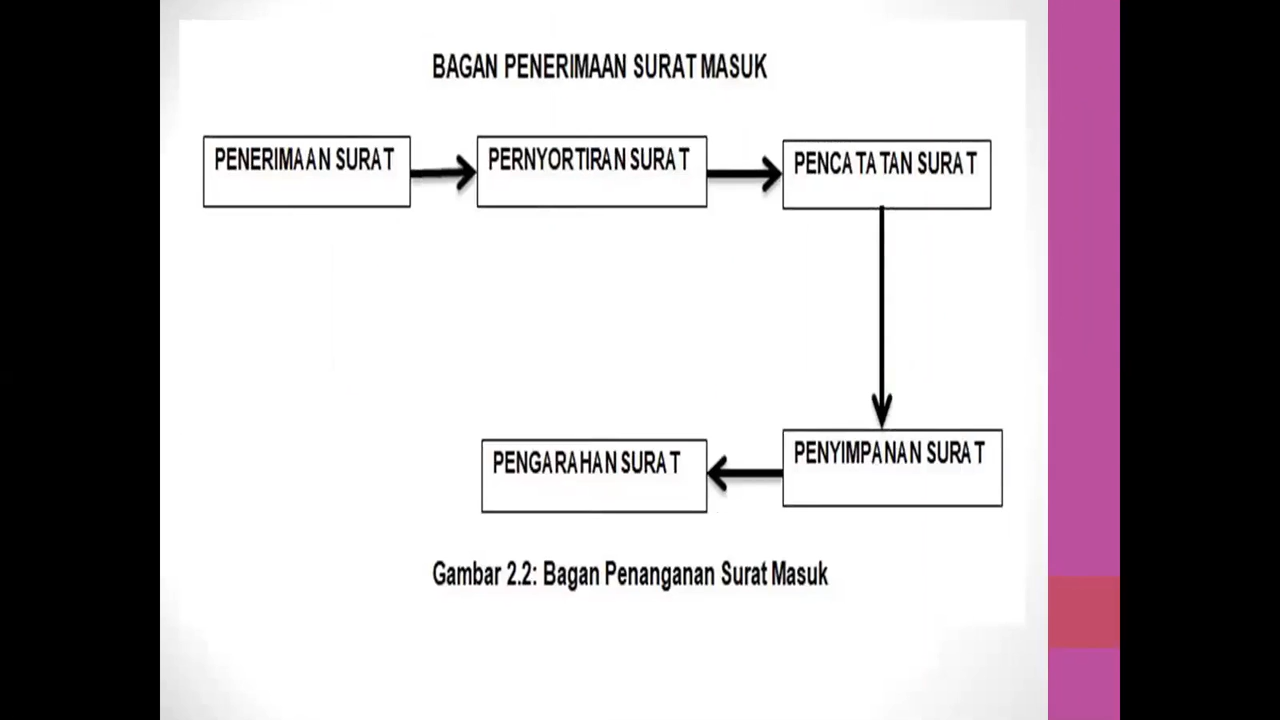 BAGAN PENERIMAAN SURAT MASUK
PENERIMAAN SURAT
PERNYORTIRAN SURAT
PENCATATAN SURAT
PENYIMPANAN SURAT
PENGARAHAN SURAT
Gambar 2.2: Bagan Penanganan Surat Masuk